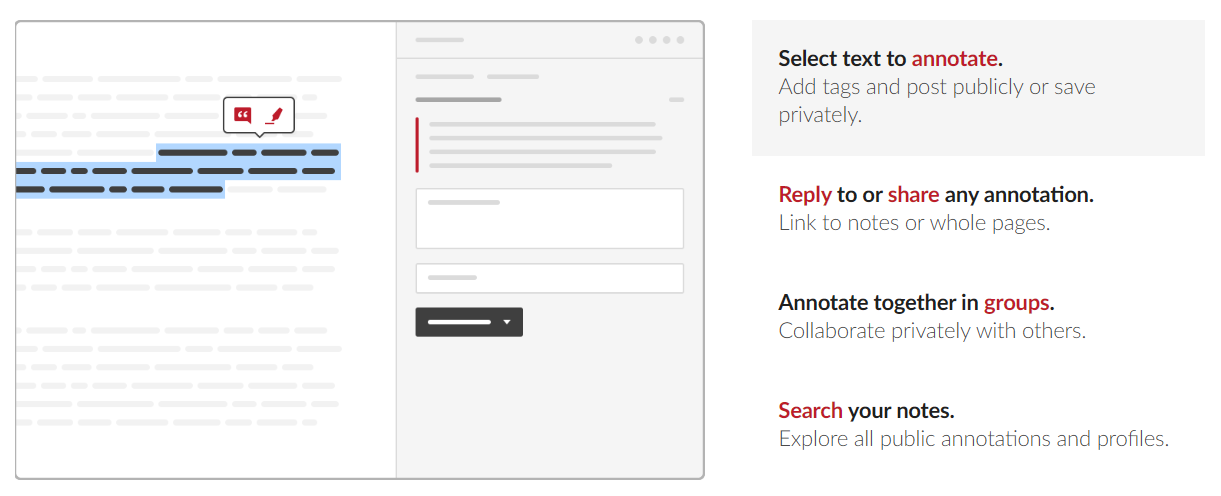 Select text to annotate.
Add tags and post publicly or save
privately.
Reply to or share any annotation.
Link to notes or whole pages.
Annotate together in groups.
Collaborate privately with others.
Search your notes.
Explore all public annotations and profiles.